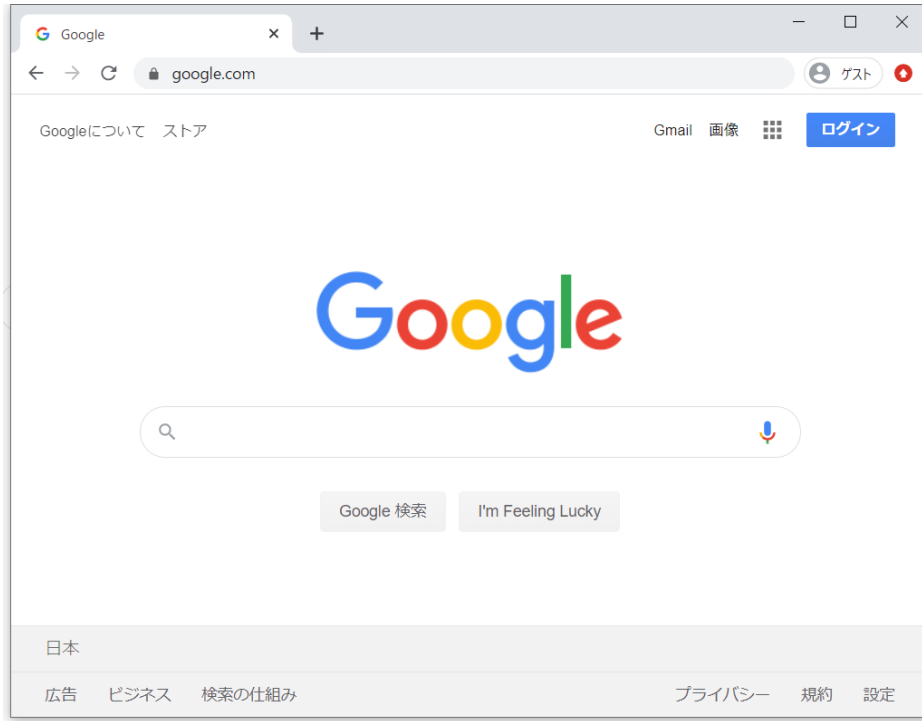 Google
google.com
ゲスト
Googleについて ストア Gmail 画像 ログイン
Google
Google 検索 I'm Feeling Lucky
日本
広告 ビジネス 検索の仕組み プライバシー 規約 設定